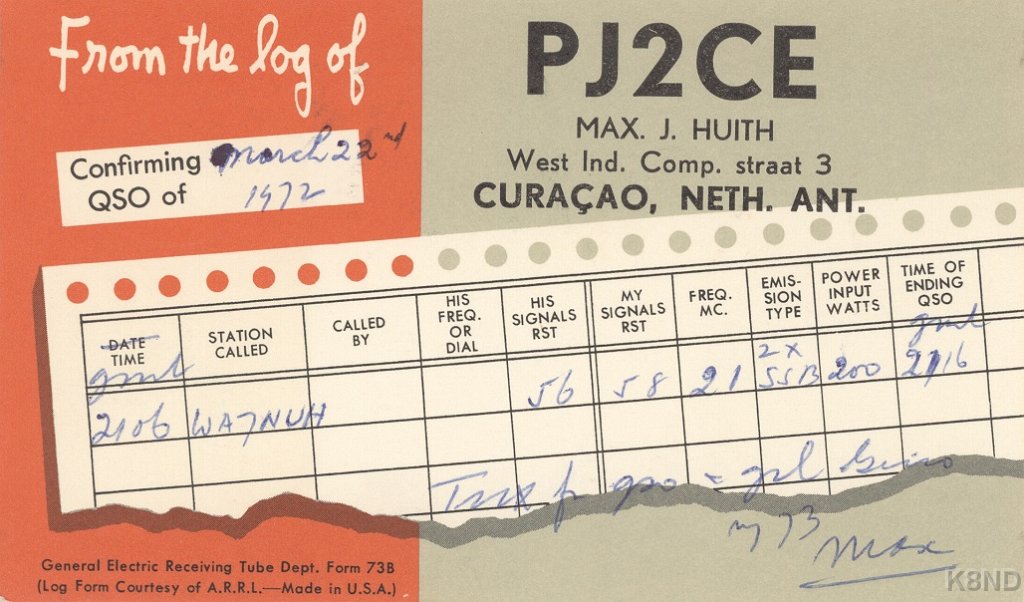 From the log of
PJ2CE
MAX. J. HUITH
West Ind. Comp. straat 3
CURAÇAO, NETH. ANT.
Confirming March 22nd
QSO of 1972
DATE TIME STATION CALLED CALLED BY HIS FREQ. OR DIAL HIS SIGNALS RST MY SIGNALS RST FREQ. MC. EMIS- SION TYPE POWER INPUT WATTS TIME OF ENDING QSO
gmt gmt
2106 WA7NUH 56 58 21 2x SSB 200 2116
Tnx fr qso =
my 73
Max
General Electric Receiving Tube Dept. Form 73B
(Log Form Courtesy of A.R.R.L.—Made in U.S.A.)
K8ND